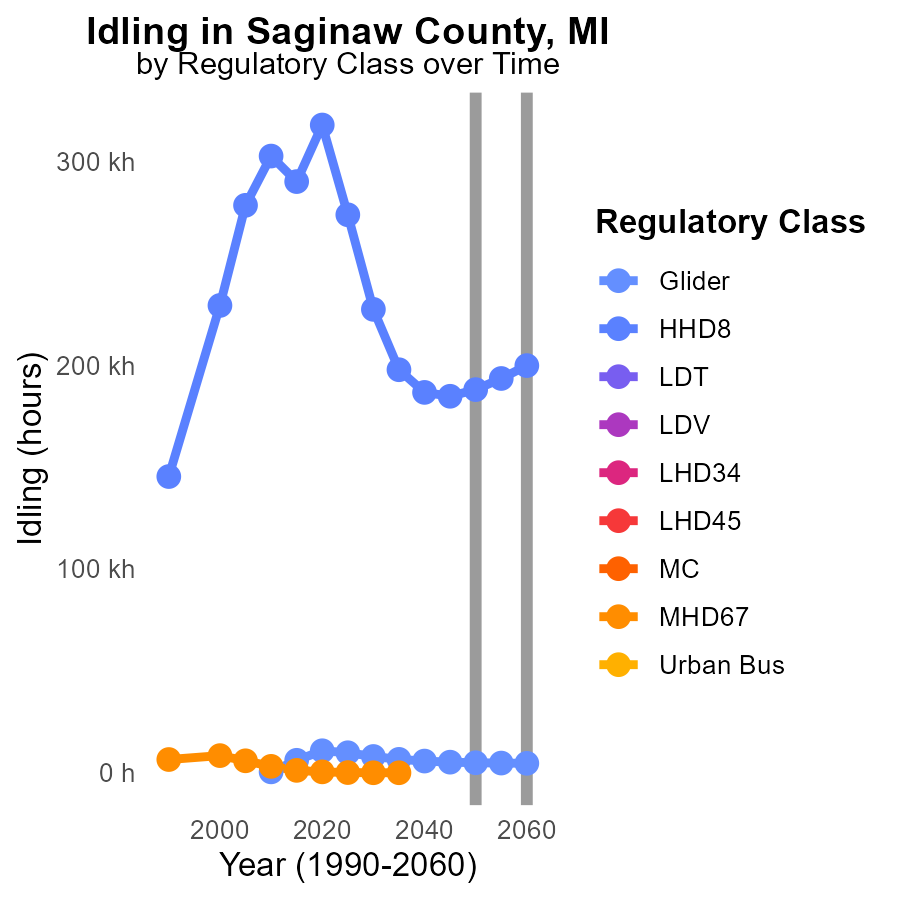 Idling in Saginaw County, MI
by Regulatory Class over Time
Idling (hours)
300 kh
200 kh
100 kh
0 h
2000 2020 2040 2060
Year (1990-2060)
Regulatory Class
Glider
HHD8
LDT
LDV
LHD34
LHD45
MC
MHD67
Urban Bus